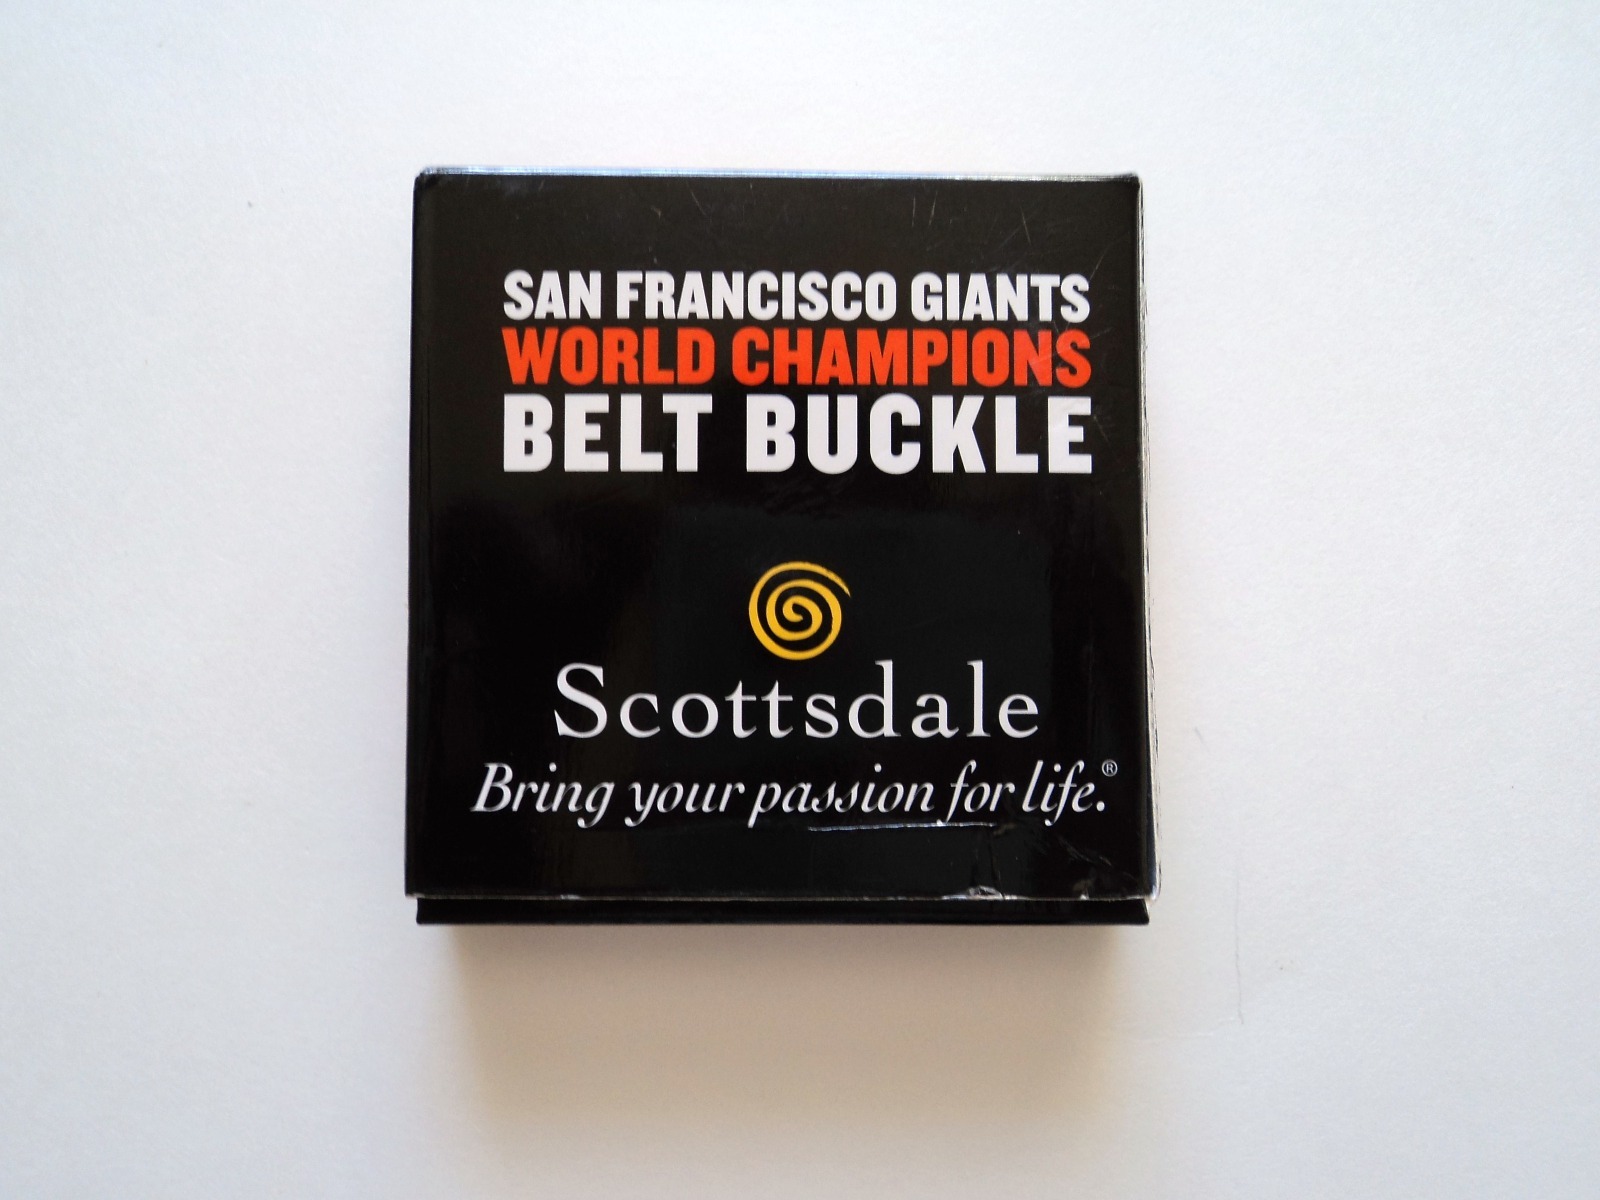 SAN FRANCISCO GIANTS
WORLD CHAMPIONS
BELT BUCKLE
Scottsdale
Bring your passion for life.®